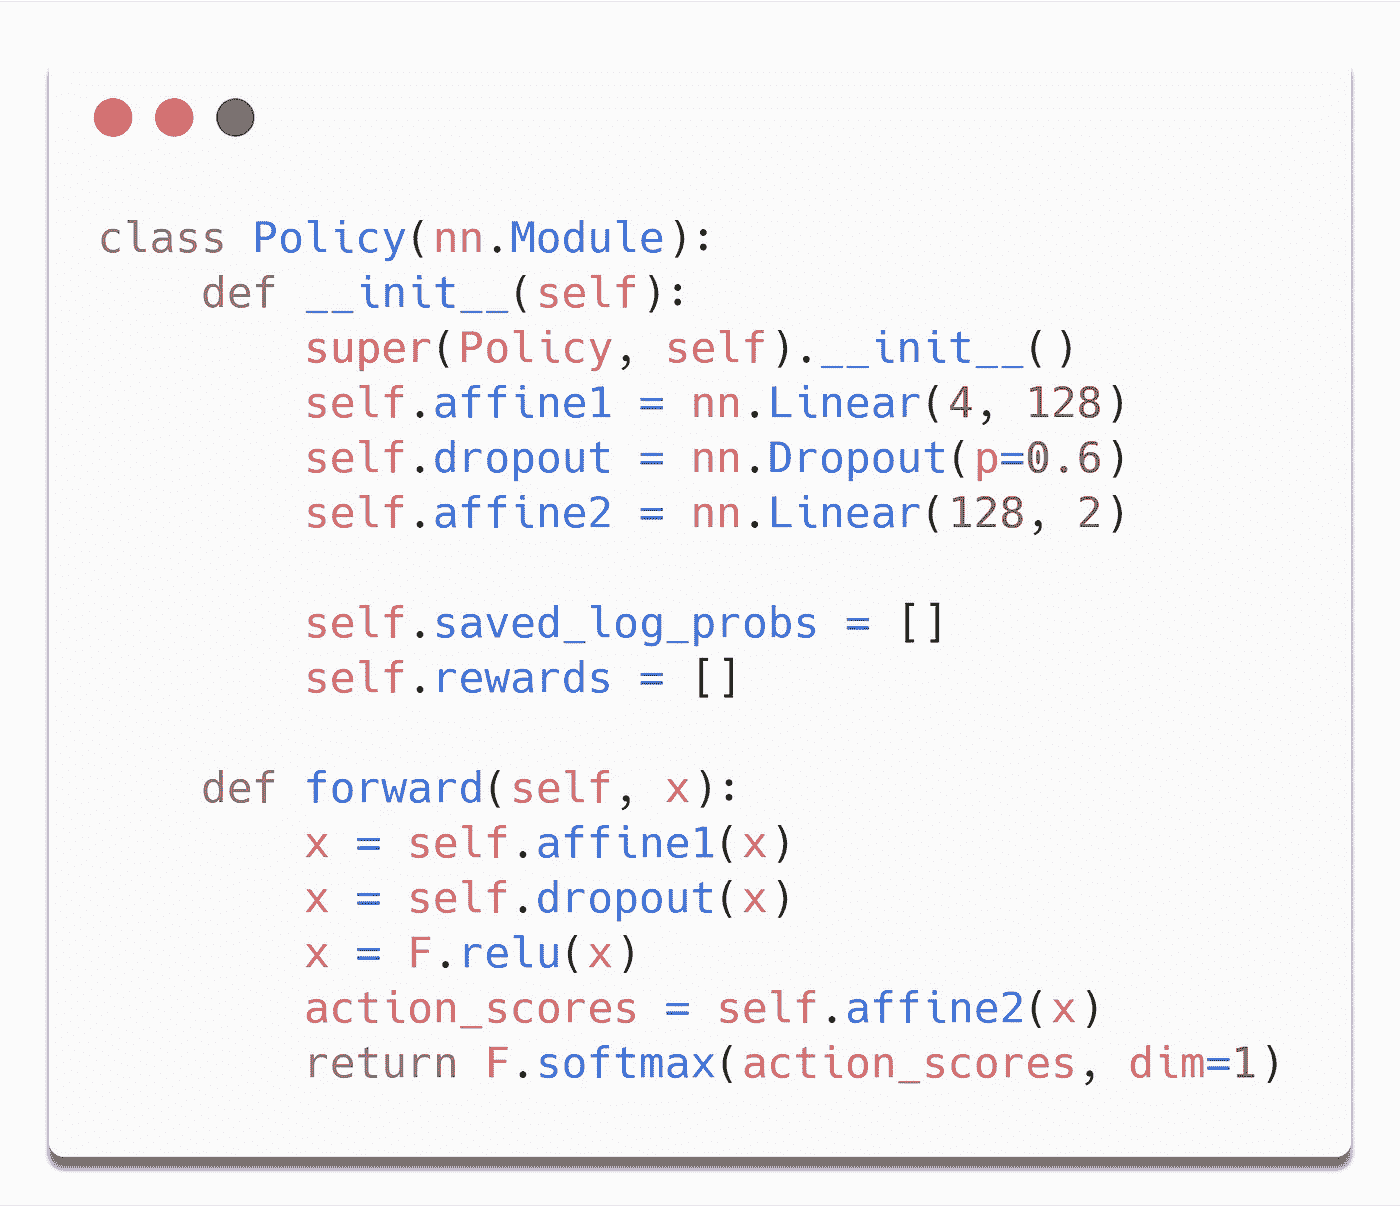 class Policy(nn.Module):
    def __init__(self):
        super(Policy, self).__init__()
        self.affine1 = nn.Linear(4, 128)
        self.dropout = nn.Dropout(p=0.6)
        self.affine2 = nn.Linear(128, 2)

        self.saved_log_probs = []
        self.rewards = []

    def forward(self, x):
        x = self.affine1(x)
        x = self.dropout(x)
        x = F.relu(x)
        action_scores = self.affine2(x)
        return F.softmax(action_scores, dim=1)